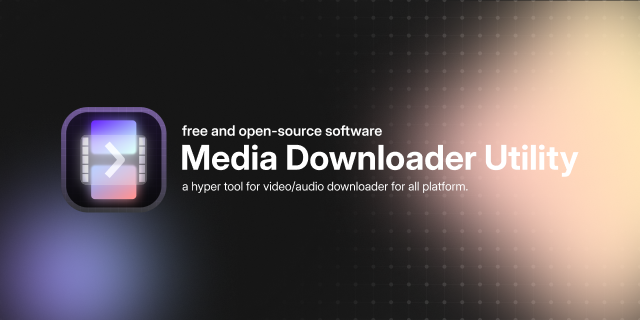 free and open-source software
Media Downloader Utility
a hyper tool for video/audio downloader for all platform.